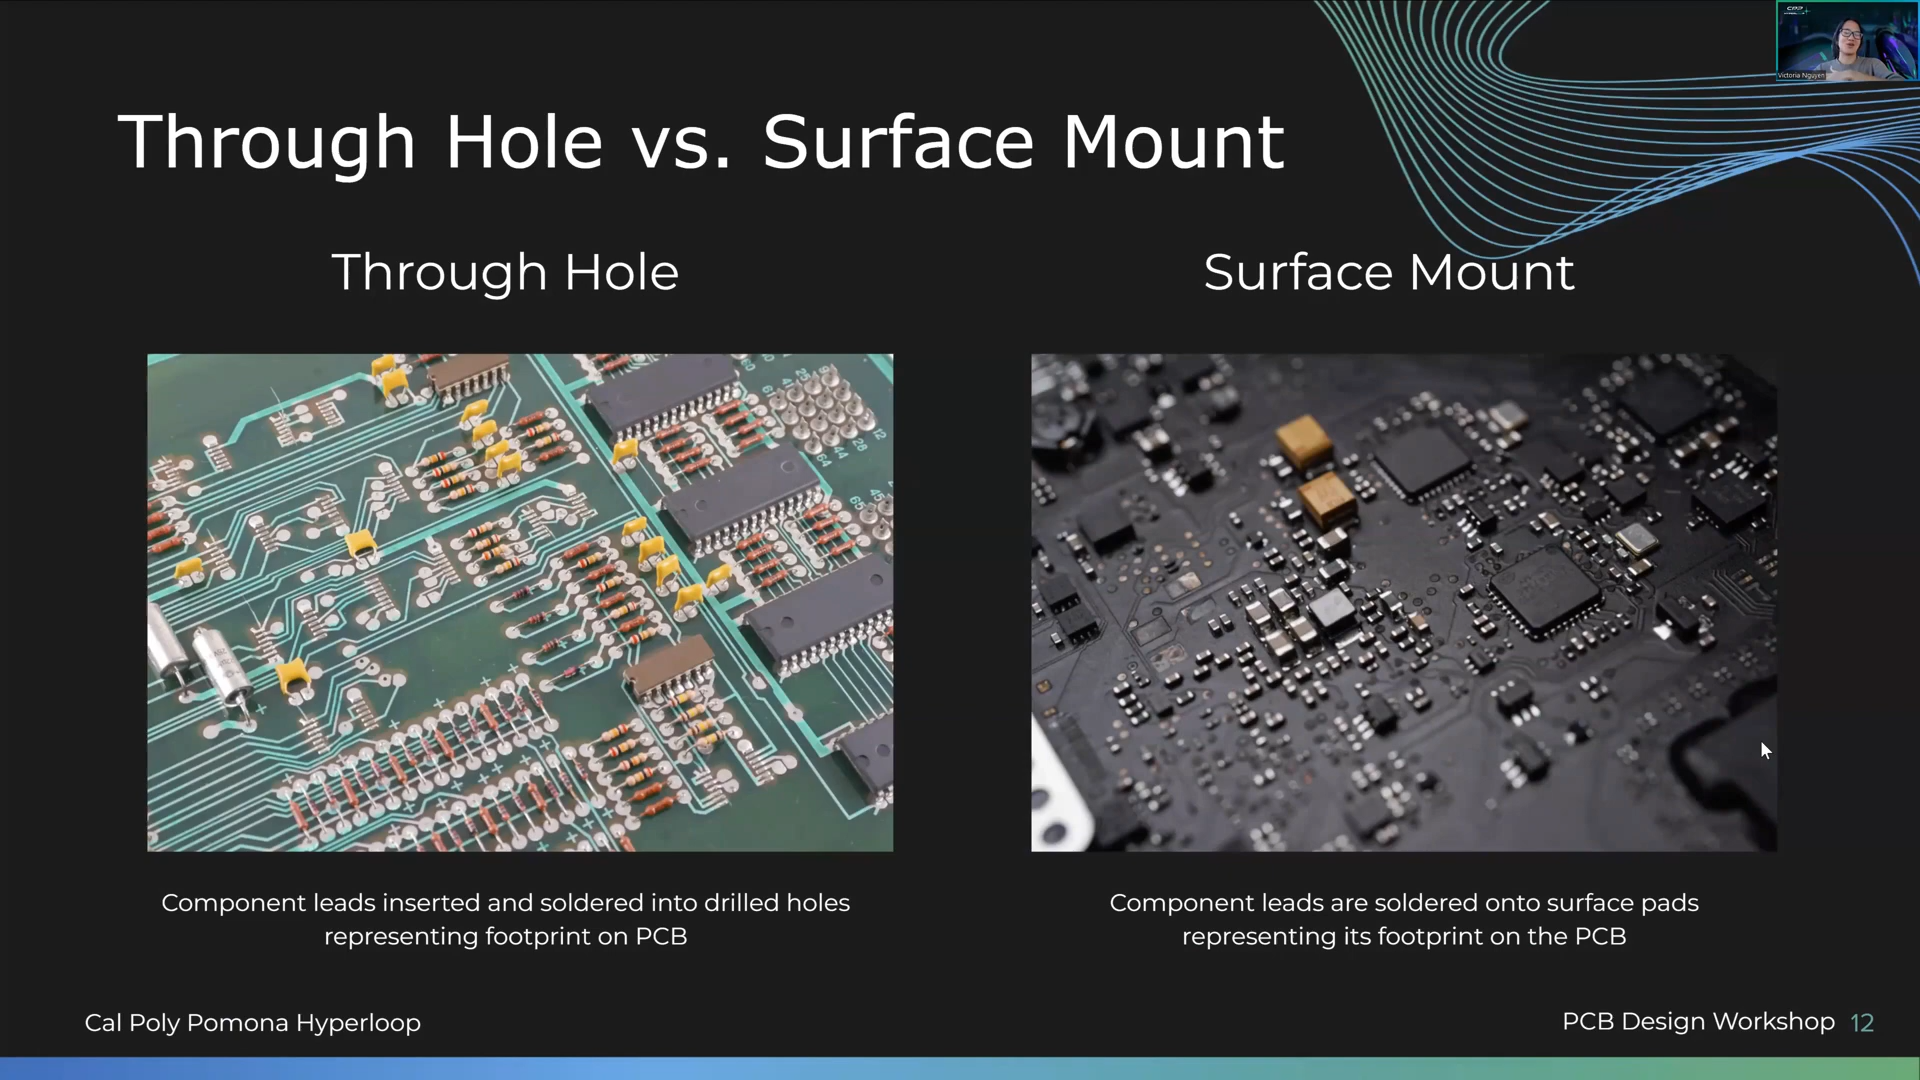 CPP
Victoria Nguyen
Through Hole vs. Surface Mount
Through Hole
Surface Mount
Component leads inserted and soldered into drilled holes
representing footprint on PCB
Component leads are soldered onto surface pads
representing its footprint on the PCB
Cal Poly Pomona Hyperloop
PCB Design Workshop 12